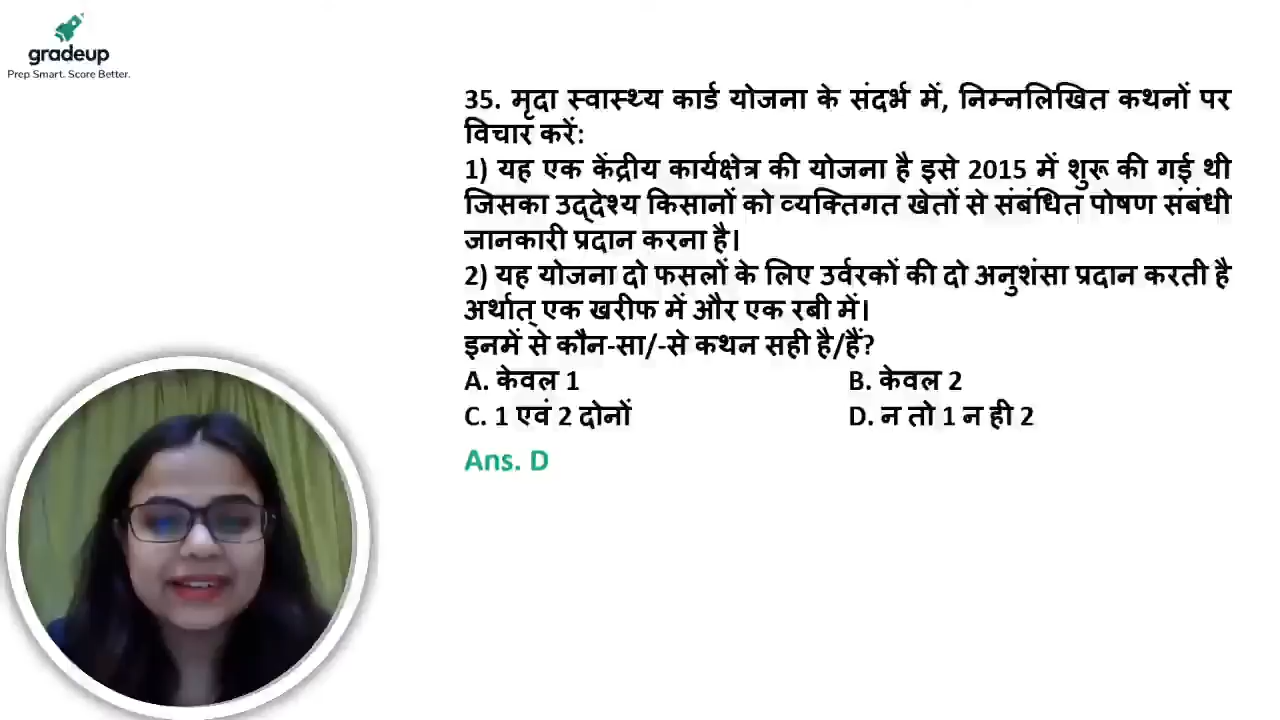 gradeup
Prep Smart. Score Better.
35. मृदा स्वास्थ्य कार्ड योजना के संदर्भ में, निम्नलिखित कथनों पर
विचार करें:
1) यह एक केंद्रीय कार्यक्षेत्र की योजना है इसे 2015 में शुरू की गई थी
जिसका उद्देश्य किसानों को व्यक्तिगत खेतों से संबंधित पोषण संबंधी
जानकारी प्रदान करना है।
2) यह योजना दो फसलों के लिए उर्वरकों की दो अनुशंसा प्रदान करती है
अर्थात् एक खरीफ में और एक रबी में।
इनमें से कौन-सा/-से कथन सही है/हैं?
A. केवल 1 B. केवल 2
C. 1 एवं 2 दोनों D. न तो 1 न ही 2
Ans. D